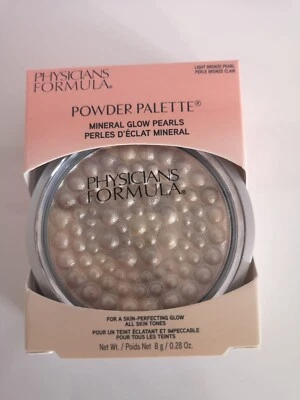 LIGHT BRONZE PEARL
PERLE BRONZE CLAIR
PHYSICIANS
FORMULA®
POWDER PALETTE®
MINERAL GLOW PEARLS
PERLES D'ÉCLAT MINERAL
PHYSICIANS
FORMULA®
FOR A SKIN-PERFECTING GLOW
ALL SKIN TONES
POUR UN TEINT ÉCLATANT ET IMPECCABLE
POUR TOUS LES TEINTS
Net Wt. / Poids Net 8 g / 0.28 Oz.